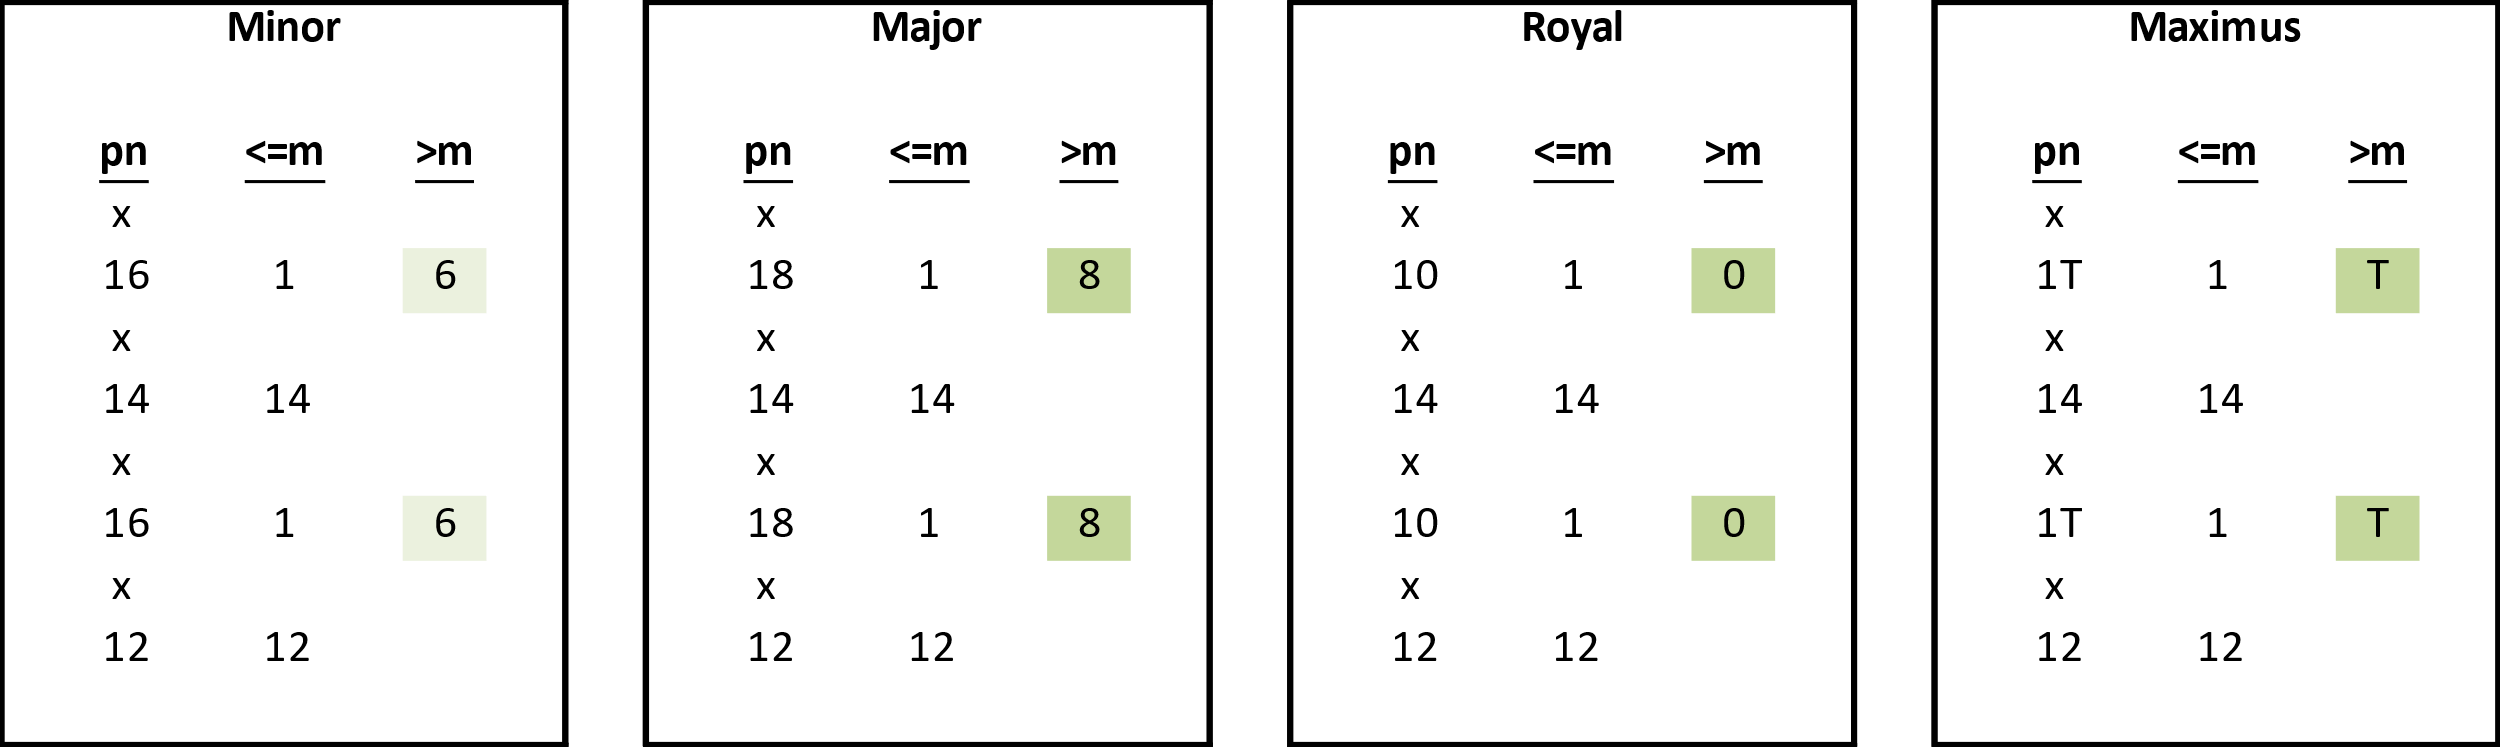 Minor Major Royal Maximus
pn <=m >m pn <=m >m pn <=m >m pn <=m >m
x x x x
16 1 6 18 1 8 10 1 0 1T 1 T
x x x x
14 14 14 14 14 14 14 14
x x x x
16 1 6 18 1 8 10 1 0 1T 1 T
x x x x
12 12 12 12 12 12 12 12